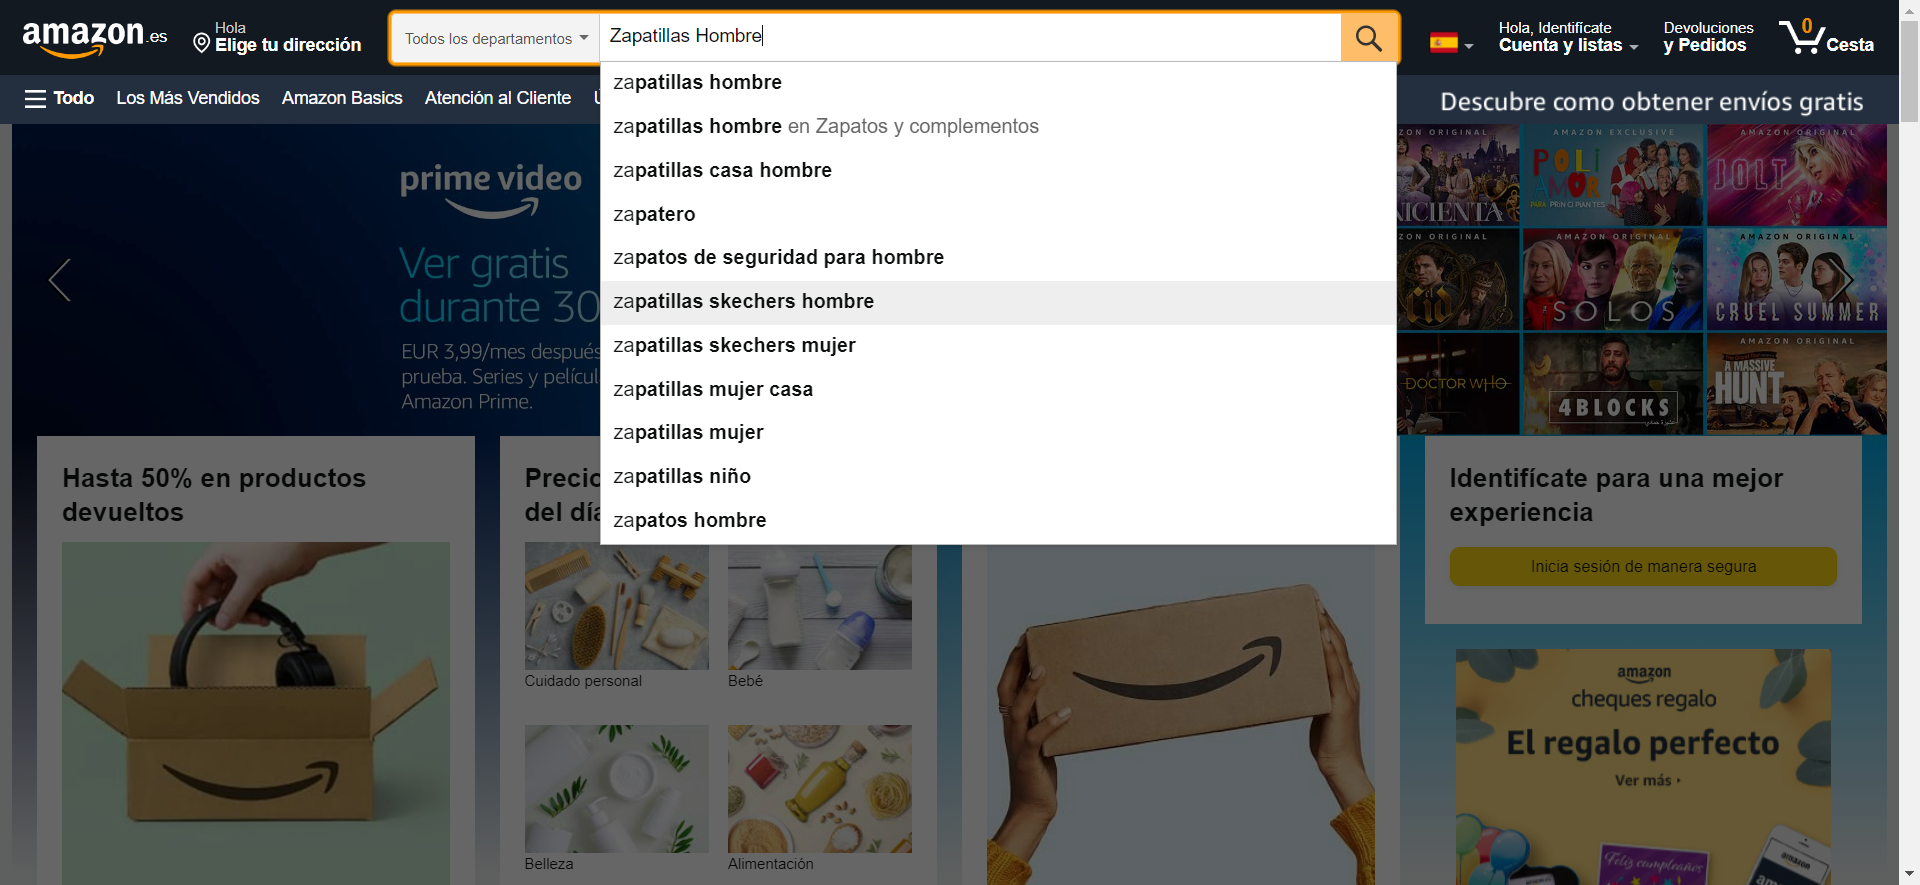 amazon.es
Hola
Elige tu dirección
Todos los departamentos
Zapatillas Hombre
Hola, Identifícate
Cuenta y listas
Devoluciones
y Pedidos
0
Cesta
Todo
Los Más Vendidos
Amazon Basics
Atención al Cliente
Descubre como obtener envíos gratis
zapatillas hombre
zapatillas hombre en Zapatos y complementos
zapatillas casa hombre
zapatero
zapatos de seguridad para hombre
zapatillas skechers hombre
zapatillas skechers mujer
zapatillas mujer casa
zapatillas mujer
zapatillas niño
zapatos hombre
prime video
Ver gratis
durante 30
EUR 3,99/mes después
prueba. Series y películ
Amazon Prime.
ZON ORIGINAL
NICIENTA
AMAZON EXCLUSIVE
POLI
AMOR
PARA PRINCIPIANTES
AMAZON ORIGINAL
JOLT
ZON ORIGINAL
Cid
AMAZON ORIGINAL
SOLOS
AMAZON ORIGINAL
CRUEL SUMMER
DOCTOR WHO
4BLOCKS
AMAZON ORIGINAL
A MASSIVE
HUNT
Hasta 50% en productos
devueltos
Precio
del día
Cuidado personal
Bebé
Belleza
Alimentación
Identifícate para una mejor
experiencia
Inicia sesión de manera segura
amazon
cheques regalo
El regalo perfecto
Ver más
Feliz cumpleaños
amazon